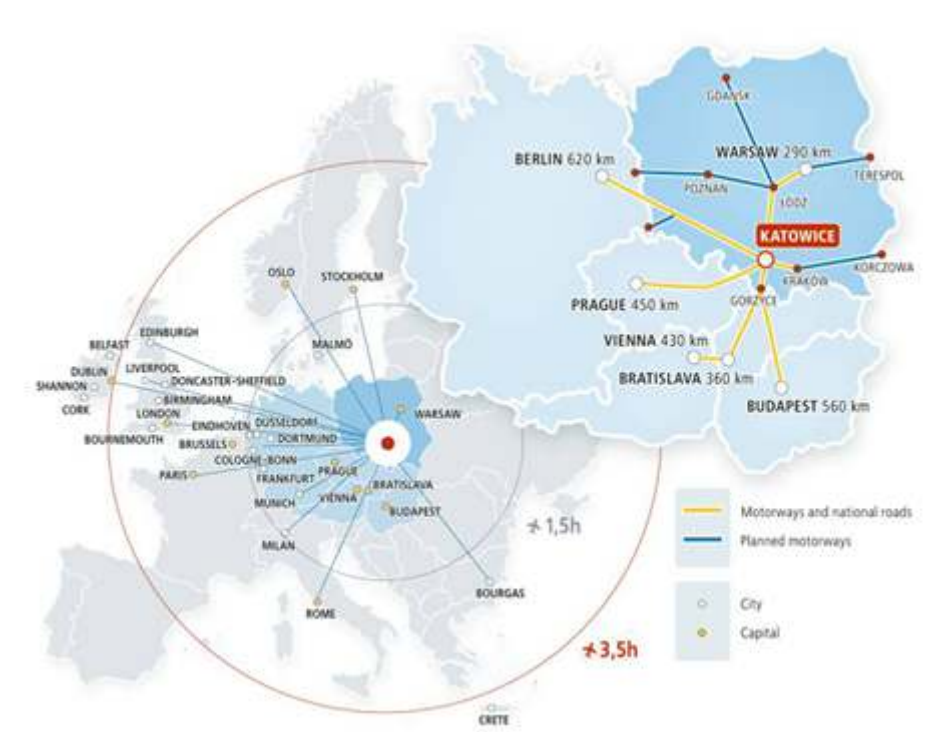 GDAŃSK
WARSAW 290 km
BERLIN 620 km
TERESPOL
POZNAŃ
ŁÓDŹ
KATOWICE
KORCZOWA
KRAKÓW
GORZYCE
PRAGUE 450 km
VIENNA 430 km
BRATISLAVA 360 km
BUDAPEST 560 km
OSLO
STOCKHOLM
MALMÖ
EDINBURGH
BELFAST
DUBLIN
LIVERPOOL
DONCASTER-SHEFFIELD
SHANNON
BIRMINGHAM
CORK
LONDON
WARSAW
EINDHOVEN
DÜSSELDORF
BOURNEMOUTH
BRUSSELS
DORTMUND
COLOGNE-BONN
PRAGUE
PARIS
FRANKFURT
BRATISLAVA
MUNICH
VIENNA
BUDAPEST
MILAN
1,5h
BOURGAS
ROME
3,5h
CRETE
Motorways and national roads
Planned motorways
City
Capital